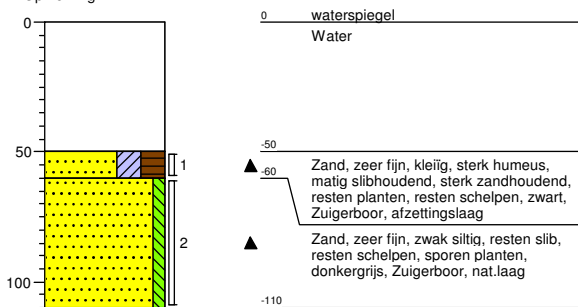 0
50
100
1
2
0 waterspiegel
Water
-50
Zand, zeer fijn, kleiïg, sterk humeus,
-60
matig slibhoudend, sterk zandhoudend,
resten planten, resten schelpen, zwart,
Zuigerboor, afzettingslaag
Zand, zeer fijn, zwak siltig, resten slib,
resten schelpen, sporen planten,
donkergrijs, Zuigerboor, nat.laag
-110